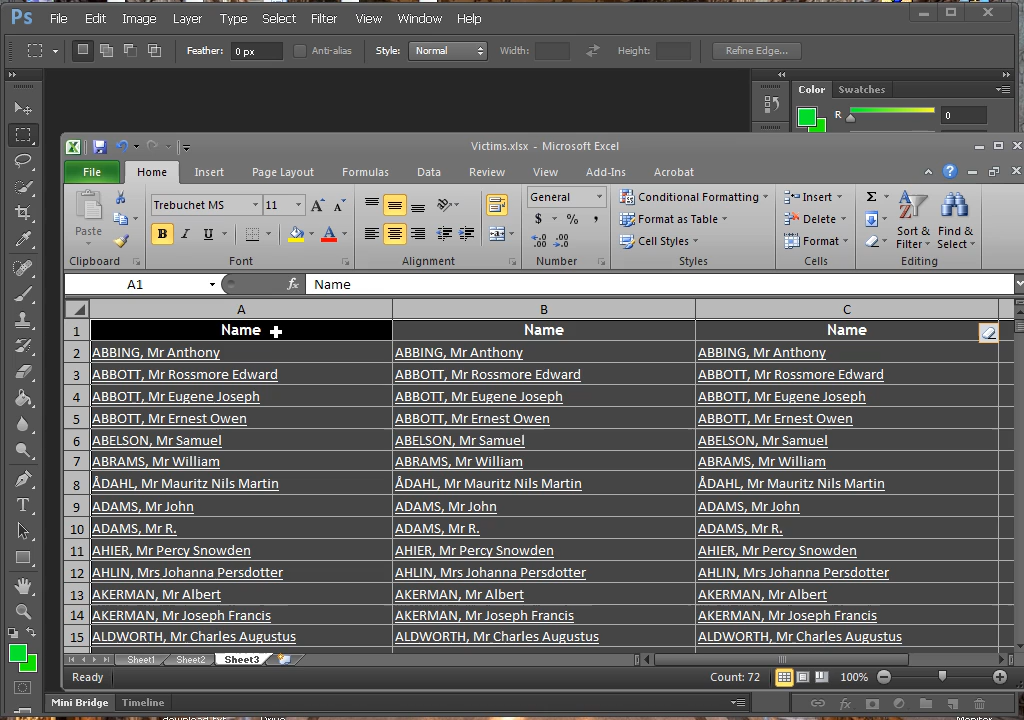 Ps File Edit Image Layer Type Select Filter View Window Help
Feather: 0 px Anti-alias Style: Normal Width: Height: Refine Edge...
Color Swatches
R 0
Victims.xlsx - Microsoft Excel
File Home Insert Page Layout Formulas Data Review View Add-Ins Acrobat
Trebuchet MS 11 General Conditional Formatting Insert Σ
Paste B I U A $ % , Format as Table Delete Sort & Filter Find & Select
Cell Styles Format
Clipboard Font Alignment Number Styles Cells Editing
A1 fx Name
A B C
1 Name Name Name
2 ABBING, Mr Anthony ABBING, Mr Anthony ABBING, Mr Anthony
3 ABBOTT, Mr Rossmore Edward ABBOTT, Mr Rossmore Edward ABBOTT, Mr Rossmore Edward
4 ABBOTT, Mr Eugene Joseph ABBOTT, Mr Eugene Joseph ABBOTT, Mr Eugene Joseph
5 ABBOTT, Mr Ernest Owen ABBOTT, Mr Ernest Owen ABBOTT, Mr Ernest Owen
6 ABELSON, Mr Samuel ABELSON, Mr Samuel ABELSON, Mr Samuel
7 ABRAMS, Mr William ABRAMS, Mr William ABRAMS, Mr William
8 ÅDAHL, Mr Mauritz Nils Martin ÅDAHL, Mr Mauritz Nils Martin ÅDAHL, Mr Mauritz Nils Martin
9 ADAMS, Mr John ADAMS, Mr John ADAMS, Mr John
10 ADAMS, Mr R. ADAMS, Mr R. ADAMS, Mr R.
11 AHIER, Mr Percy Snowden AHIER, Mr Percy Snowden AHIER, Mr Percy Snowden
12 AHLIN, Mrs Johanna Persdotter AHLIN, Mrs Johanna Persdotter AHLIN, Mrs Johanna Persdotter
13 AKERMAN, Mr Albert AKERMAN, Mr Albert AKERMAN, Mr Albert
14 AKERMAN, Mr Joseph Francis AKERMAN, Mr Joseph Francis AKERMAN, Mr Joseph Francis
15 ALDWORTH, Mr Charles Augustus ALDWORTH, Mr Charles Augustus ALDWORTH, Mr Charles Augustus
Sheet1 Sheet2 Sheet3
Ready Count: 72 100%
Mini Bridge Timeline fx